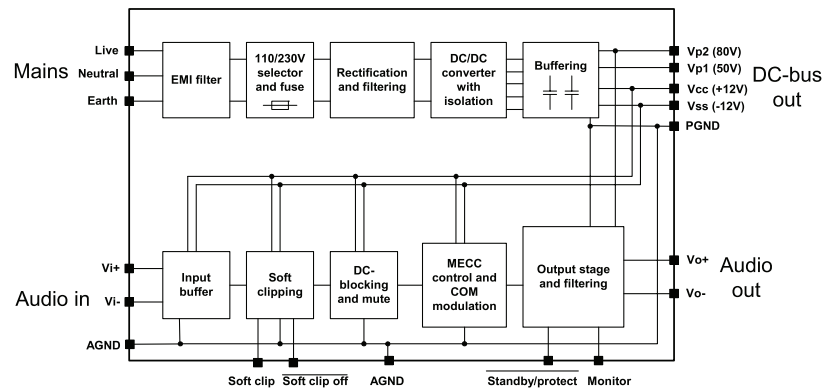 Mains
Live
Neutral
Earth
EMI filter
110/230V
selector
and fuse
Rectification
and filtering
DC/DC
converter
with
isolation
Buffering
Vp2 (80V)
Vp1 (50V)
Vcc (+12V)
Vss (-12V)
PGND
DC-bus
out
Audio in
Vi+
Vi-
AGND
Input
buffer
Soft
clipping
DC-
blocking
and mute
MECC
control and
COM
modulation
Output stage
and filtering
Vo+
Vo-
Audio
out
Soft clip
Soft clip off
AGND
Standby/protect
Monitor